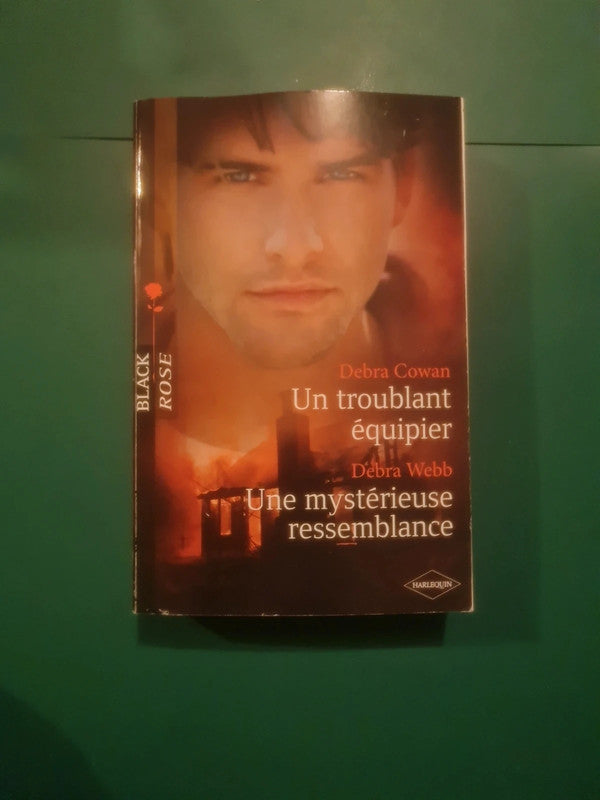 BLACK
ROSE
Debra Cowan
Un troublant
équipier
Debra Webb
Une mystérieuse
ressemblance
HARLEQUIN